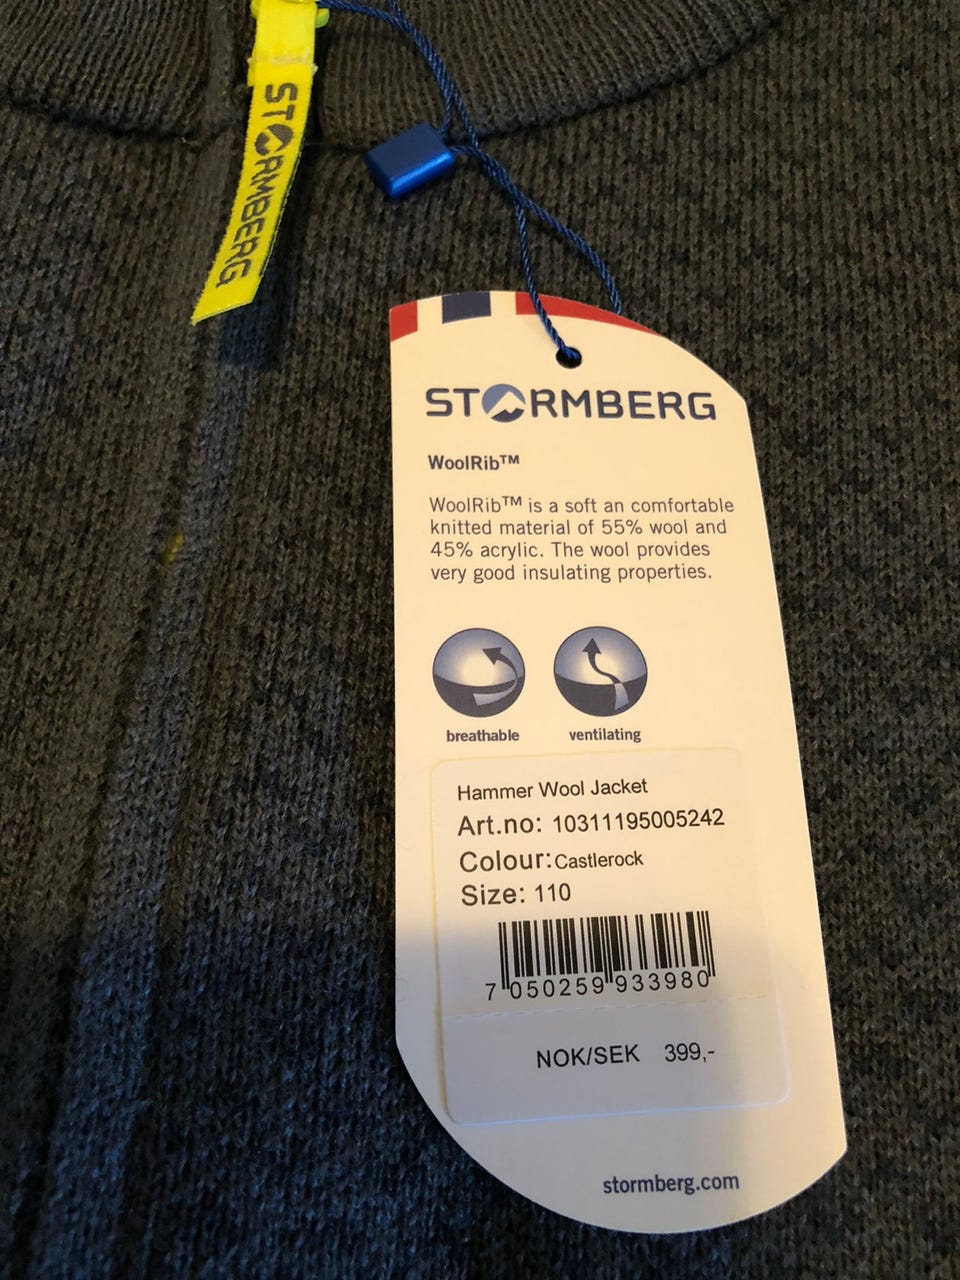 STORMBERG
STORMBERG
WoolRib™
WoolRib™ is a soft an comfortable
knitted material of 55% wool and
45% acrylic. The wool provides
very good insulating properties.
breathable
ventilating
Hammer Wool Jacket
Art.no: 10311195005242
Colour: Castlerock
Size: 110
7 050259 933980
NOK/SEK 399,-
stormberg.com